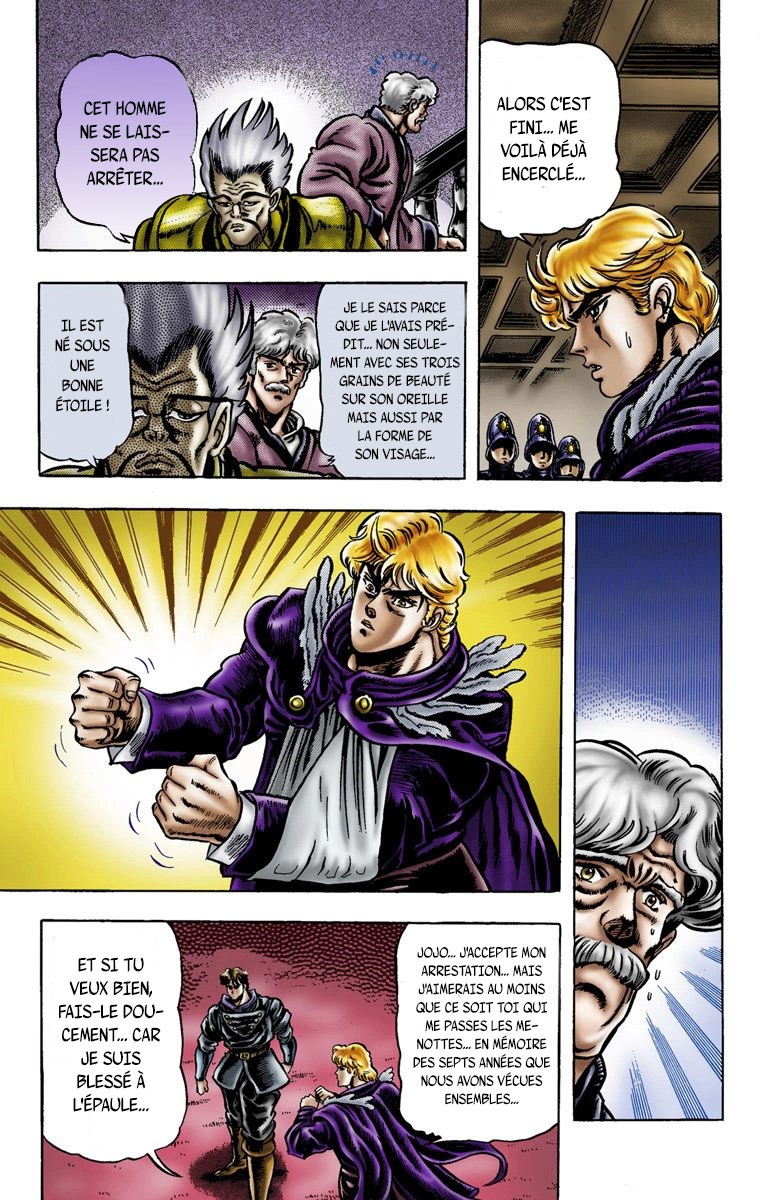 ALORS C'EST
FINI... ME
VOILÀ DÉJÀ
ENCERCLÉ...
CET HOMME
NE SE LAIS-
SERA PAS
ARRÊTER...
JE LE SAIS PARCE
QUE JE L'AVAIS PRÉ-
DIT... NON SEULE-
MENT AVEC SES TROIS
GRAINS DE BEAUTÉ
SUR SON OREILLE
MAIS AUSSI PAR
LA FORME DE
SON VISAGE...
IL EST
NÉ SOUS
UNE
BONNE
ÉTOILE !
JOJO... J'ACCEPTE MON
ARRESTATION... MAIS
J'AIMERAIS AU MOINS
QUE CE SOIT TOI QUI
ME PASSES LES ME-
NOTTES... EN MÉMOIRE
DES SEPTS ANNÉES QUE
NOUS AVONS VÉCUES
ENSEMBLES...
ET SI TU
VEUX BIEN,
FAIS-LE DOU-
CEMENT... CAR
JE SUIS
BLESSÉ À
L'ÉPAULE...